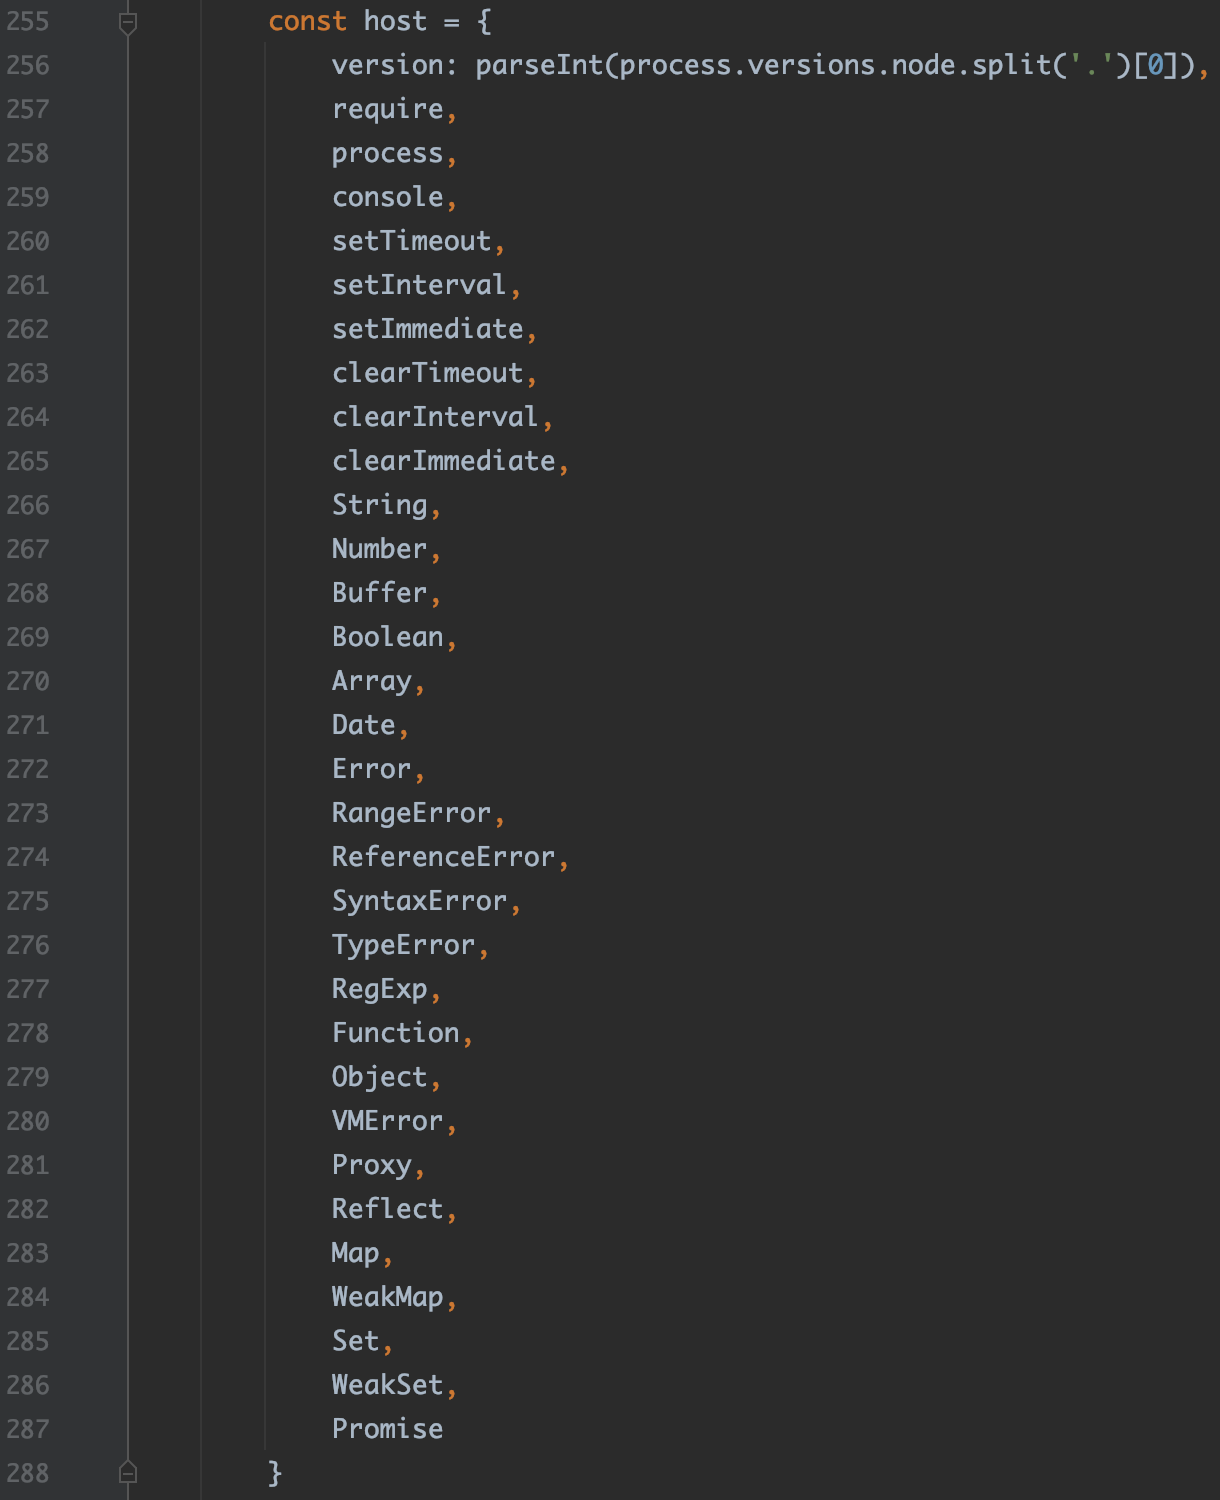 255 const host = {
256 version: parseInt(process.versions.node.split('.')[0]),
257 require,
258 process,
259 console,
260 setTimeout,
261 setInterval,
262 setImmediate,
263 clearTimeout,
264 clearInterval,
265 clearImmediate,
266 String,
267 Number,
268 Buffer,
269 Boolean,
270 Array,
271 Date,
272 Error,
273 RangeError,
274 ReferenceError,
275 SyntaxError,
276 TypeError,
277 RegExp,
278 Function,
279 Object,
280 VMError,
281 Proxy,
282 Reflect,
283 Map,
284 WeakMap,
285 Set,
286 WeakSet,
287 Promise
288 }